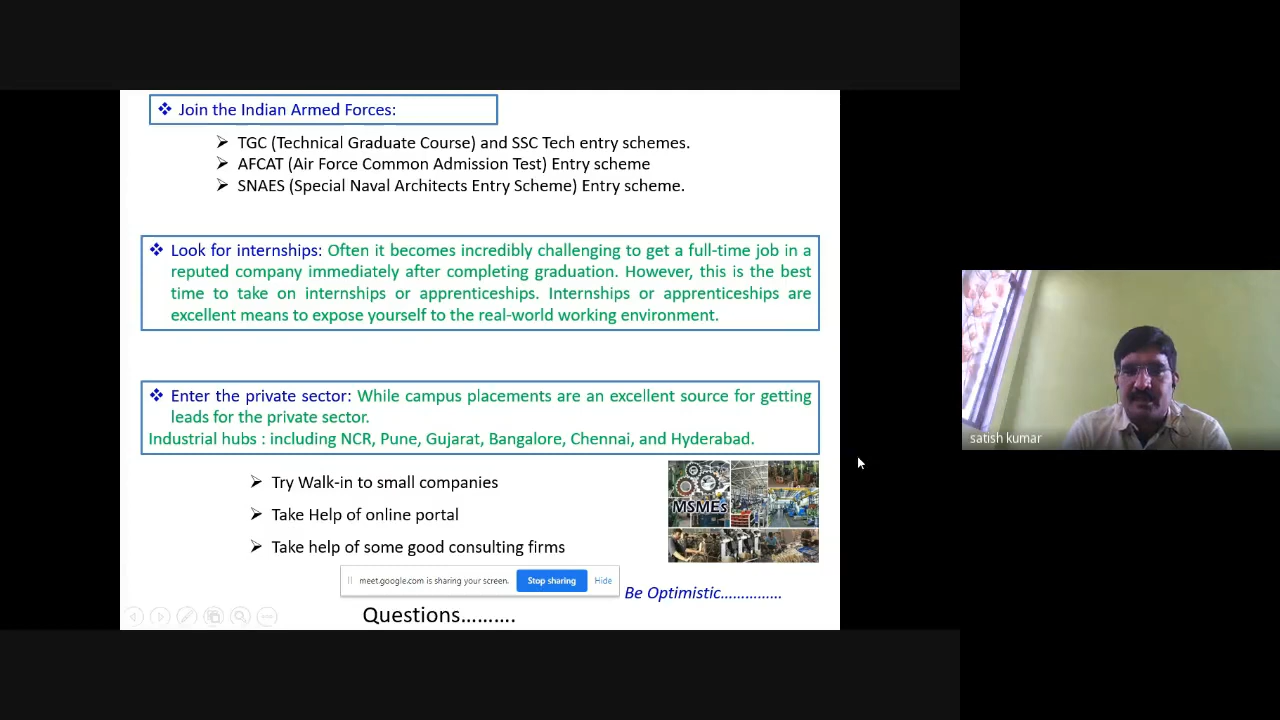 ❖ Join the Indian Armed Forces:
➢ TGC (Technical Graduate Course) and SSC Tech entry schemes.
➢ AFCAT (Air Force Common Admission Test) Entry scheme
➢ SNAES (Special Naval Architects Entry Scheme) Entry scheme.
❖ Look for internships: Often it becomes incredibly challenging to get a full-time job in a
reputed company immediately after completing graduation. However, this is the best
time to take on internships or apprenticeships. Internships or apprenticeships are
excellent means to expose yourself to the real-world working environment.
❖ Enter the private sector: While campus placements are an excellent source for getting
leads for the private sector.
Industrial hubs : including NCR, Pune, Gujarat, Bangalore, Chennai, and Hyderabad.
➢ Try Walk-in to small companies
➢ Take Help of online portal
➢ Take help of some good consulting firms
MSMEs
meet.google.com is sharing your screen. Stop sharing Hide
Be Optimistic……………
Questions……….
satish kumar